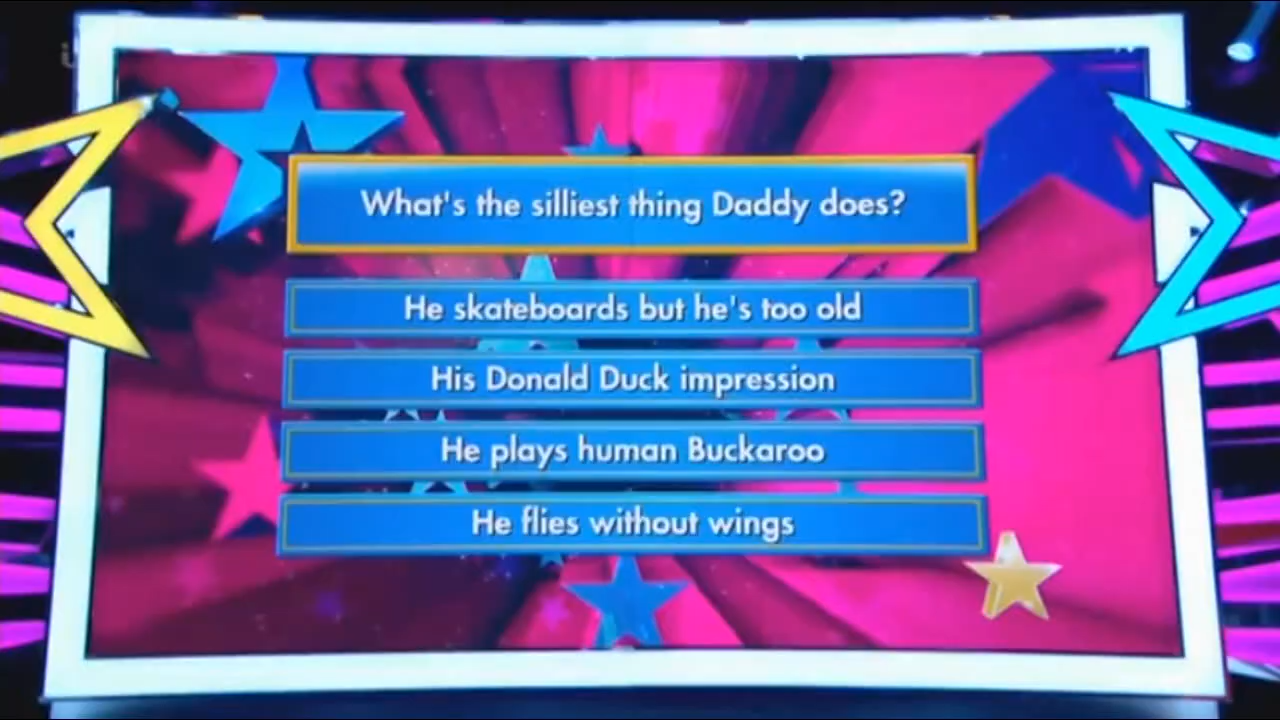 What's the silliest thing Daddy does?
He skateboards but he's too old
His Donald Duck impression
He plays human Buckaroo
He flies without wings